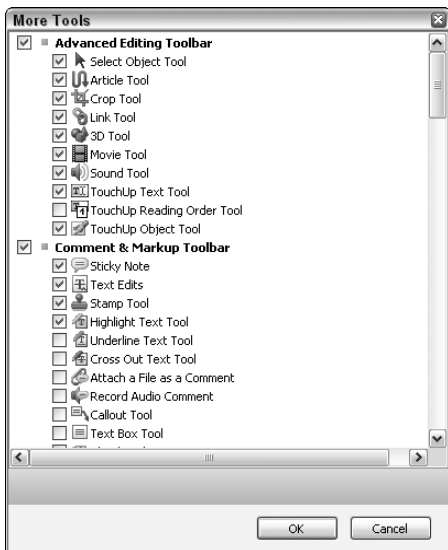 More Tools
Advanced Editing Toolbar
Select Object Tool
Article Tool
Crop Tool
Link Tool
3D Tool
Movie Tool
Sound Tool
TouchUp Text Tool
TouchUp Reading Order Tool
TouchUp Object Tool
Comment & Markup Toolbar
Sticky Note
Text Edits
Stamp Tool
Highlight Text Tool
Underline Text Tool
Cross Out Text Tool
Attach a File as a Comment
Record Audio Comment
Callout Tool
Text Box Tool
OK
Cancel